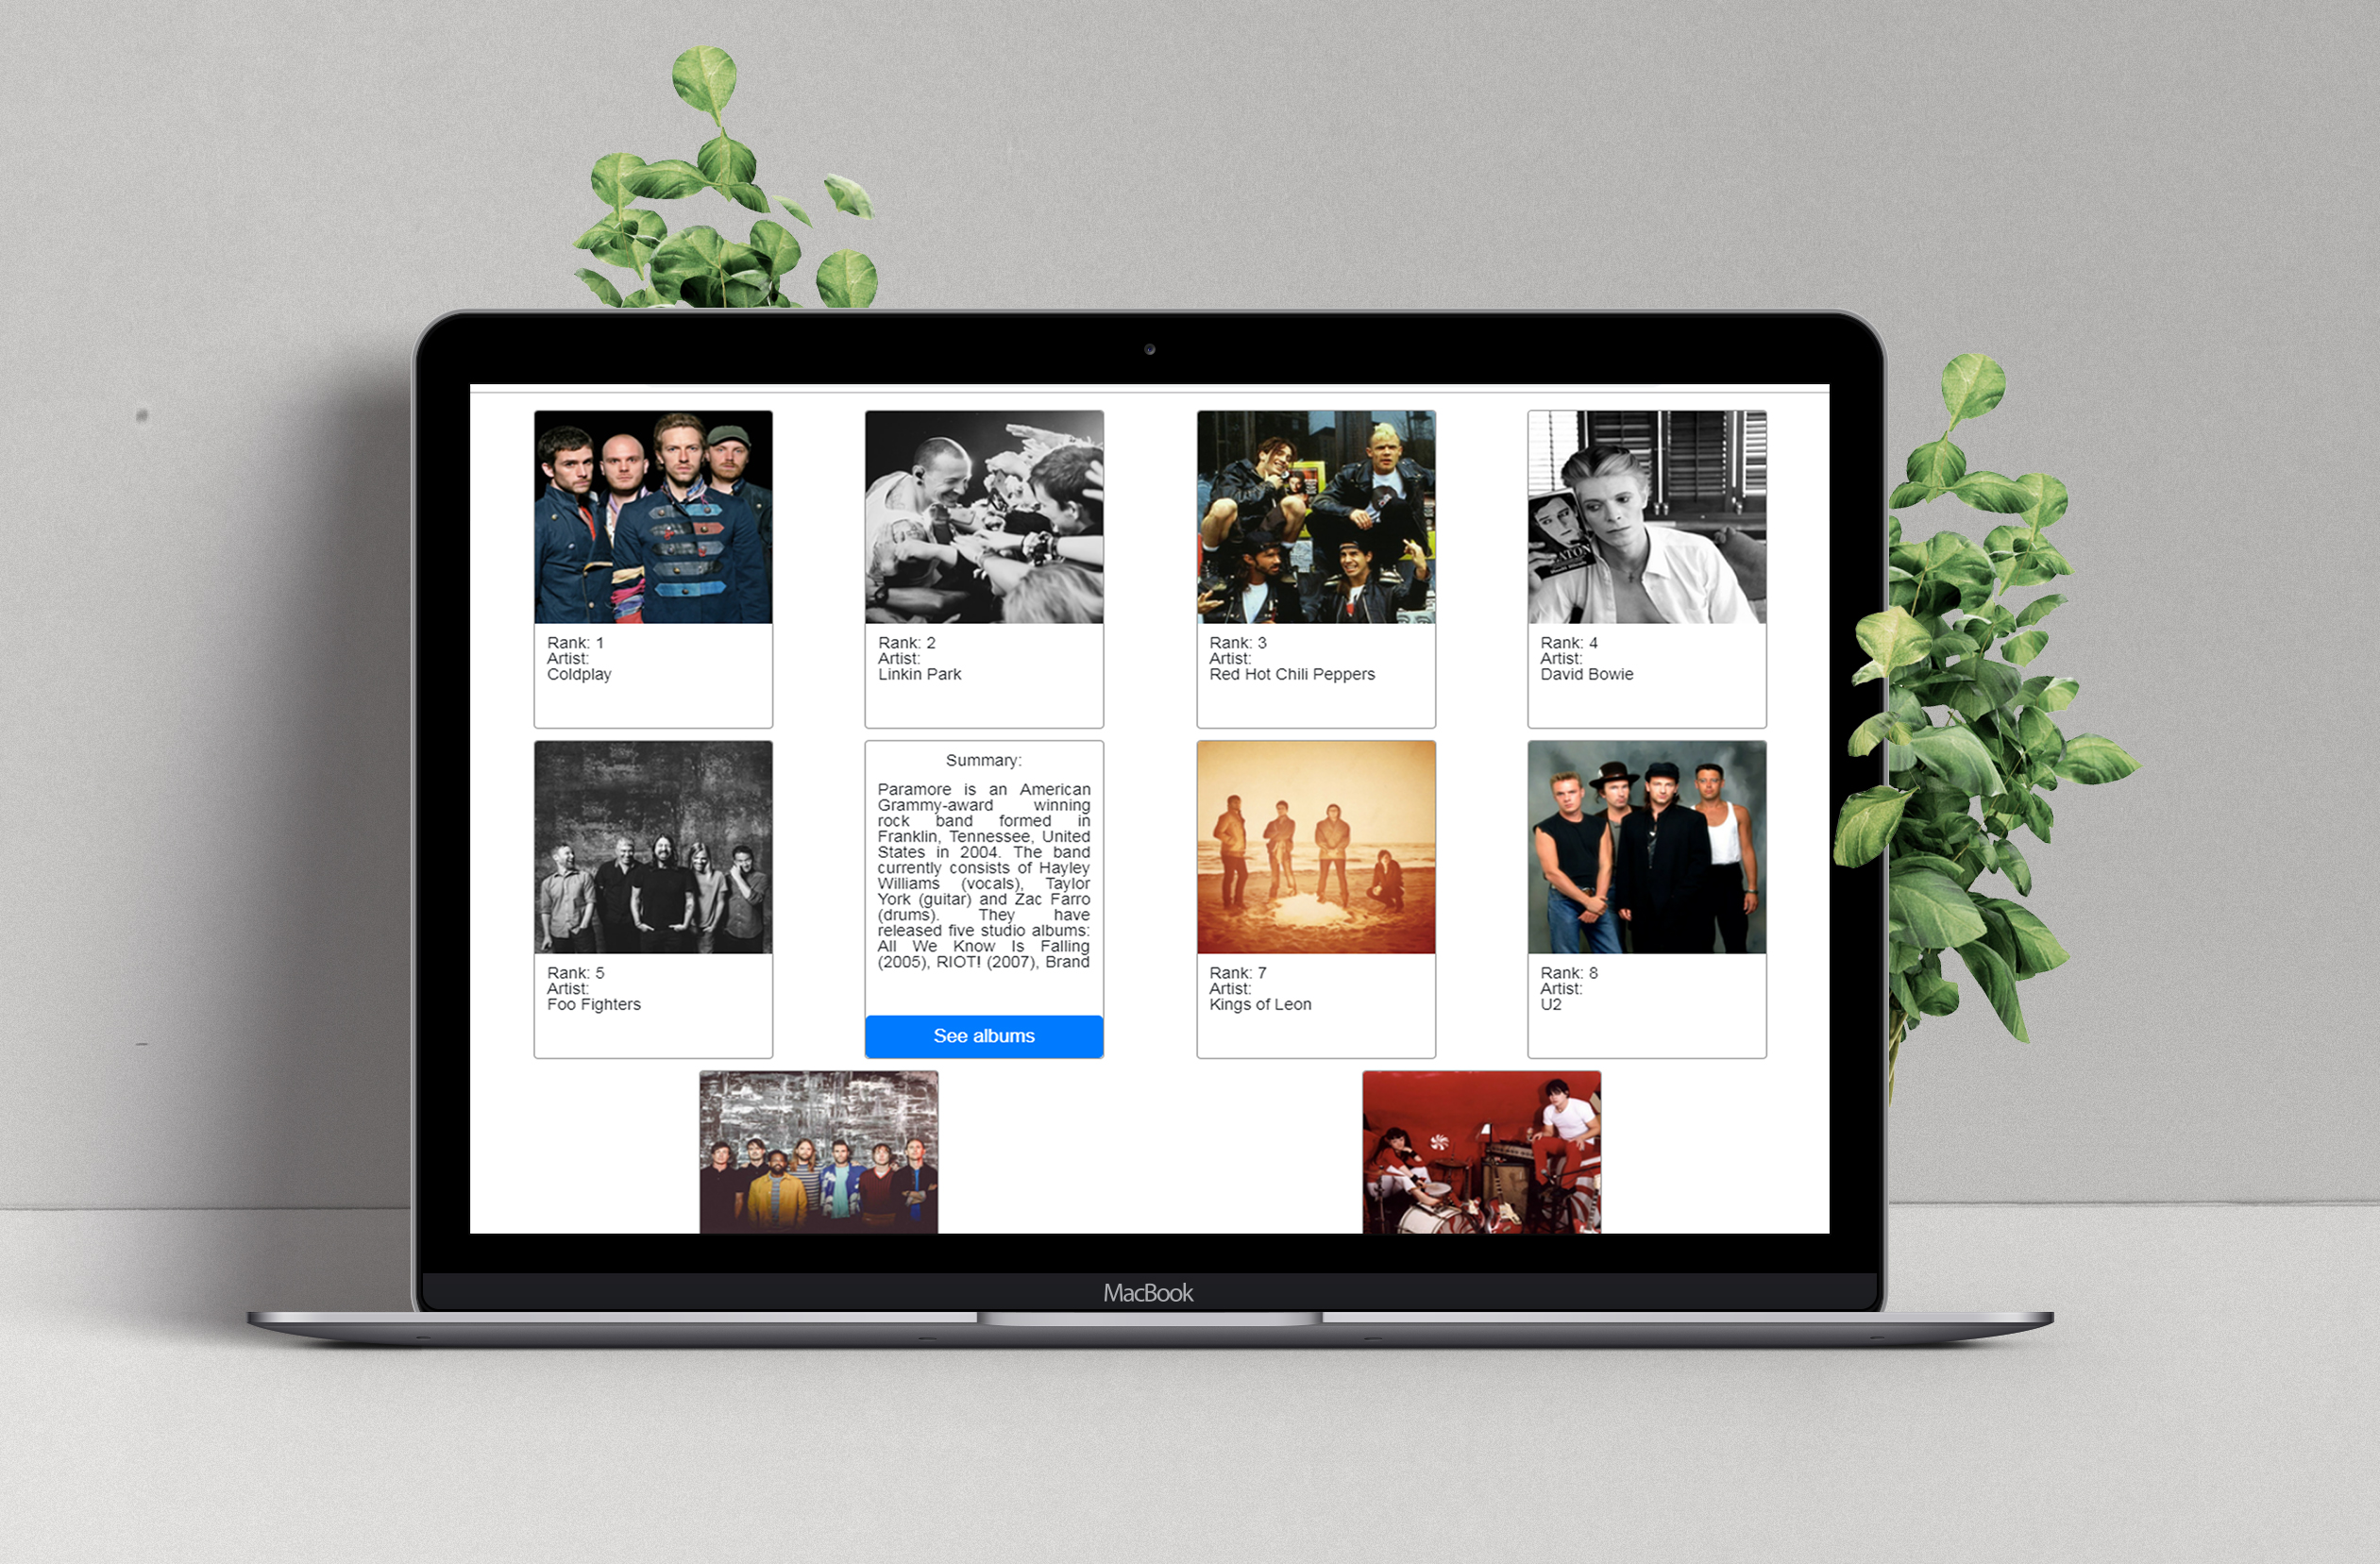 Rank: 1
Artist:
Coldplay
Rank: 2
Artist:
Linkin Park
Rank: 3
Artist:
Red Hot Chili Peppers
Rank: 4
Artist:
David Bowie
Rank: 5
Artist:
Foo Fighters
Summary:
Paramore is an American
Grammy-award winning
rock band formed in
Franklin, Tennessee, United
States in 2004. The band
currently consists of Hayley
Williams (vocals), Taylor
York (guitar) and Zac Farro
(drums). They have
released five studio albums:
All We Know Is Falling
(2005), RIOT! (2007), Brand
See albums
Rank: 7
Artist:
Kings of Leon
Rank: 8
Artist:
U2
MacBook